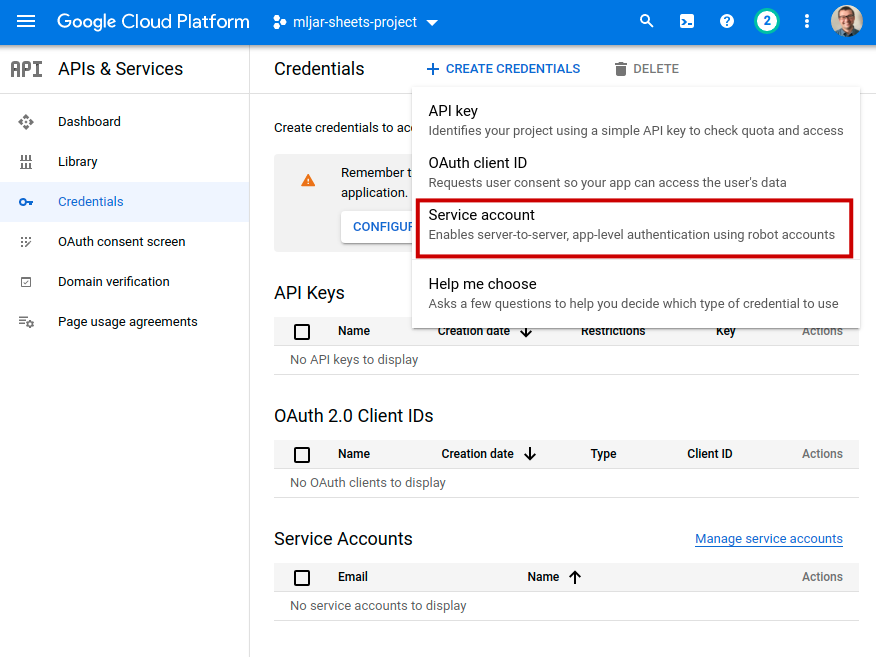 Google Cloud Platform mljar-sheets-project 2
API APIs & Services
Dashboard
Library
Credentials
OAuth consent screen
Domain verification
Page usage agreements
Credentials + CREATE CREDENTIALS DELETE
Create credentials to acc
Remember t
application.
CONFIGUR
API key
Identifies your project using a simple API key to check quota and access
OAuth client ID
Requests user consent so your app can access the user's data
Service account
Enables server-to-server, app-level authentication using robot accounts
Help me choose
Asks a few questions to help you decide which type of credential to use
API Keys
Name Creation date Restrictions Key Actions
No API keys to display
OAuth 2.0 Client IDs
Name Creation date Type Client ID Actions
No OAuth clients to display
Service Accounts Manage service accounts
Email Name Actions
No service accounts to display